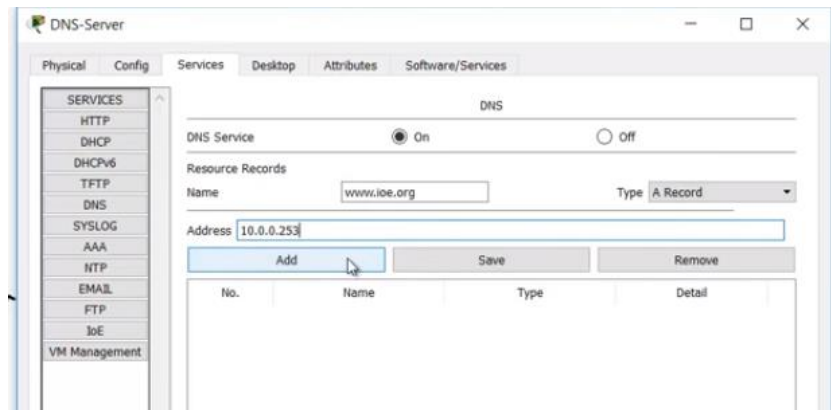 DNS-Server
Physical Config Services Desktop Attributes Software/Services
SERVICES
HTTP
DHCP
DHCPv6
TFTP
DNS
SYSLOG
AAA
NTP
EMAIL
FTP
IoE
VM Management
DNS
DNS Service On Off
Resource Records
Name www.ioe.org Type A Record
Address 10.0.0.253
Add Save Remove
No. Name Type Detail